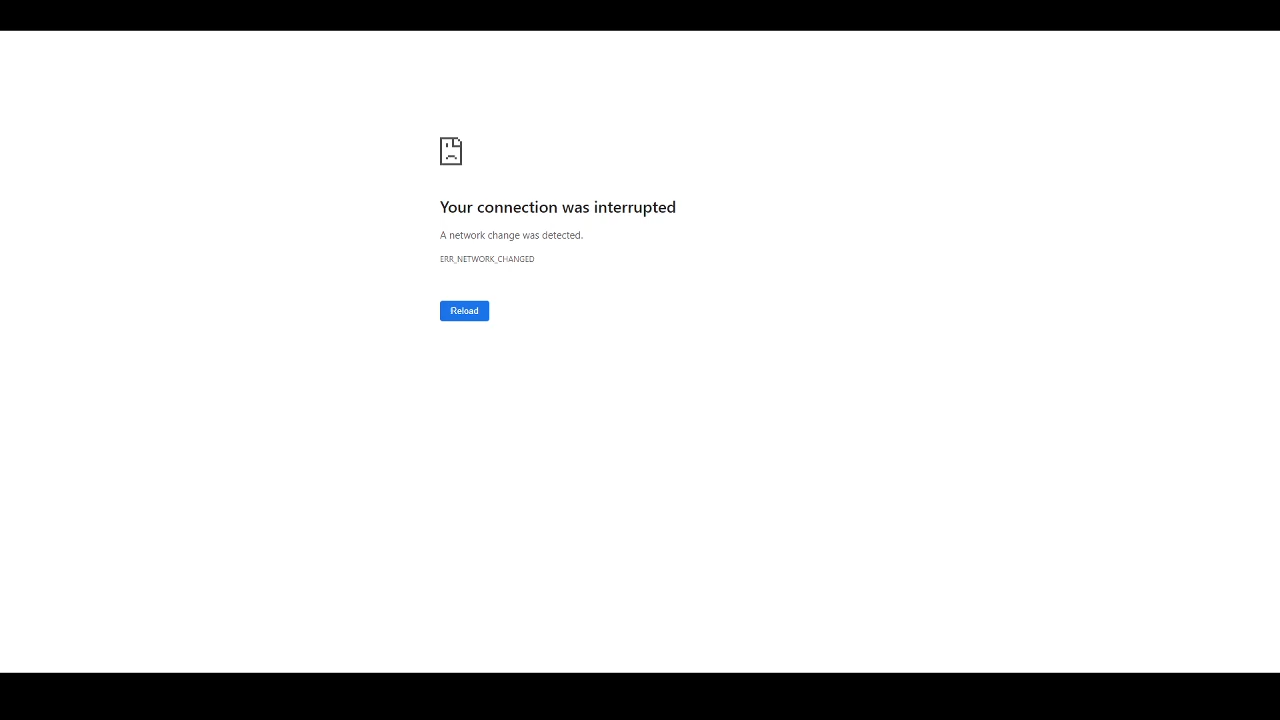 Your connection was interrupted
A network change was detected.
ERR_NETWORK_CHANGED
Reload